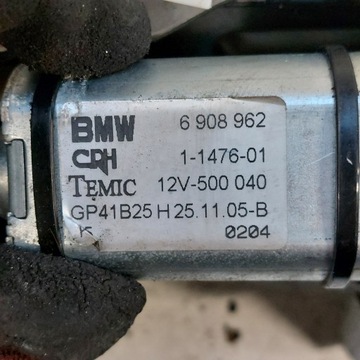 BMW 6 908 962
CRH 1-1476-01
TEMIC 12V-500 040
GP41B25 H 25.11.05-B
0204